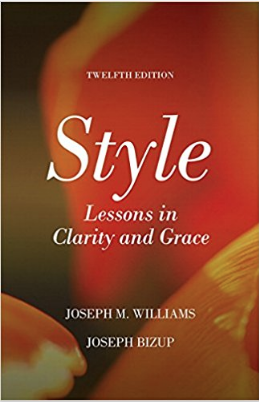 TWELFTH EDITION
Style
Lessons in
Clarity and Grace
JOSEPH M. WILLIAMS
JOSEPH BIZUP